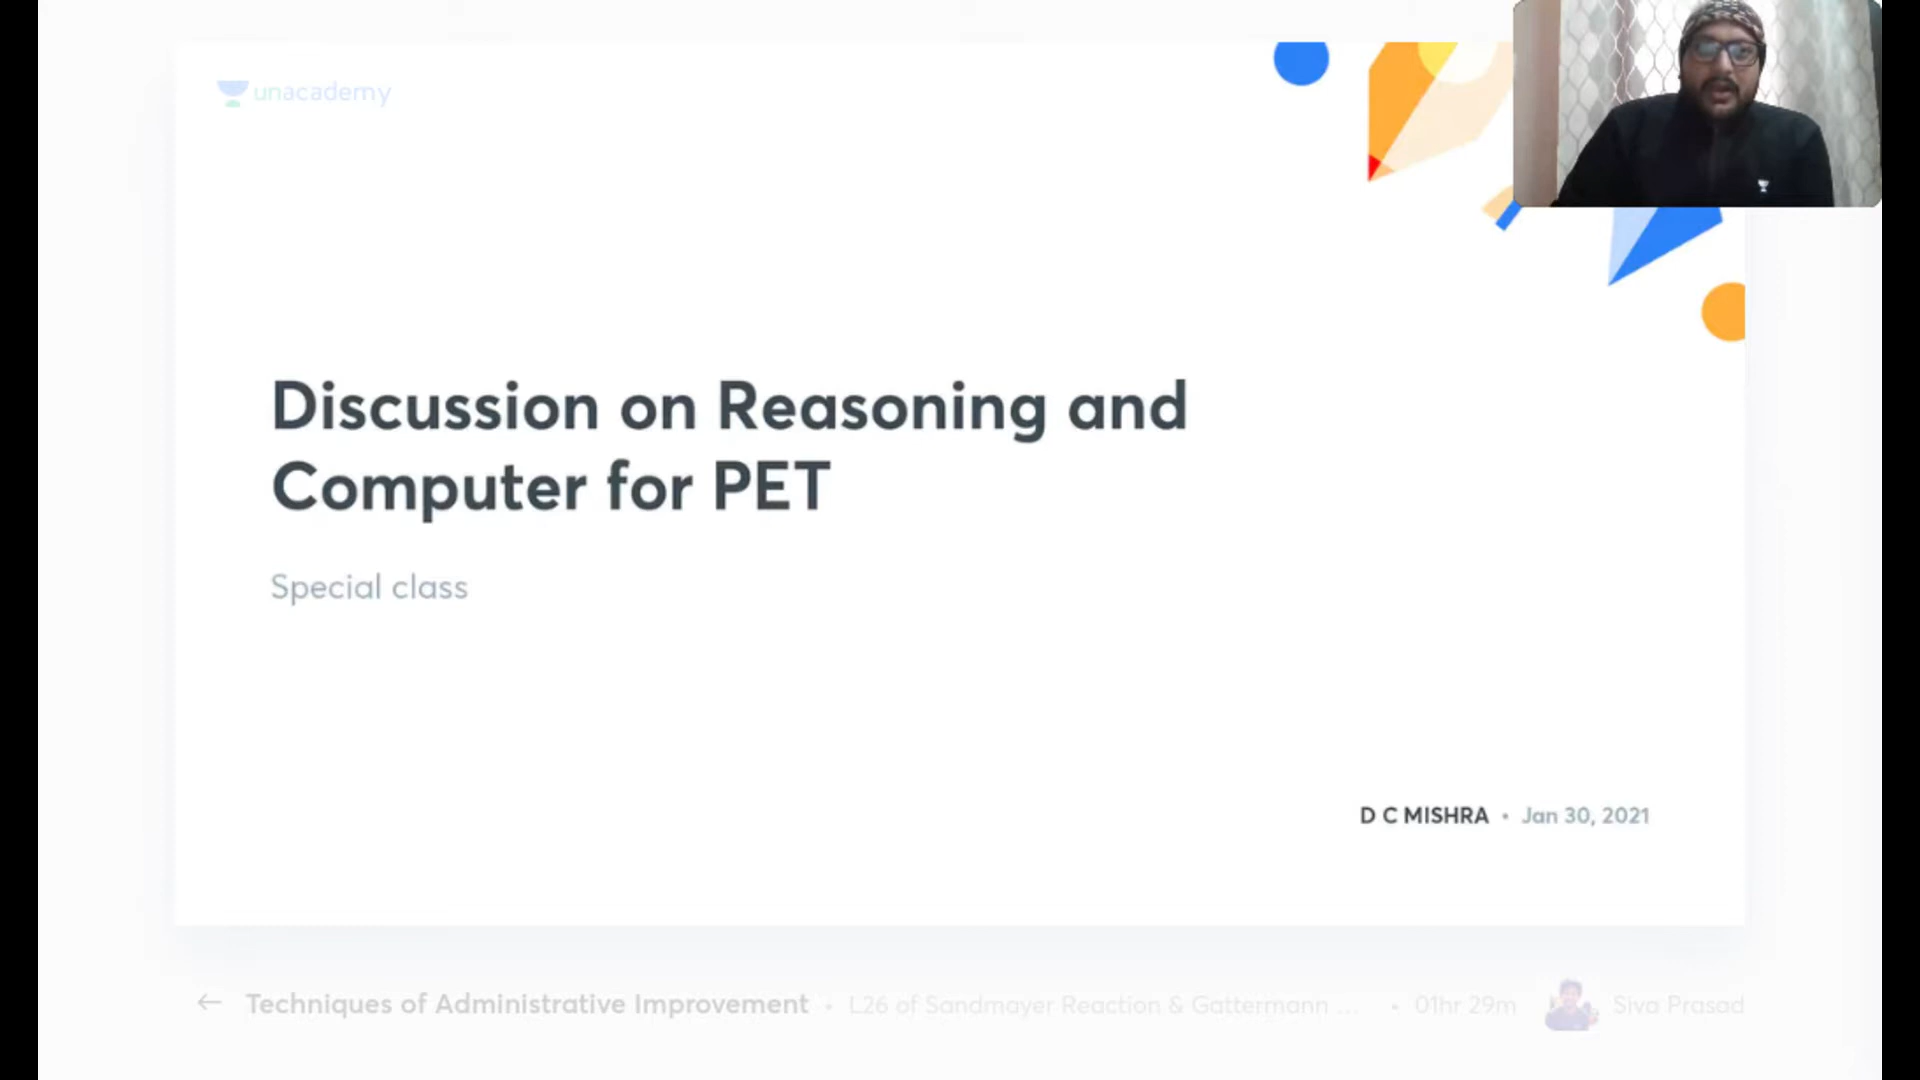 unacademy
Discussion on Reasoning and
Computer for PET
Special class
D C MISHRA • Jan 30, 2021
← Techniques of Administrative Improvement • L26 of Sandmayer Reaction & Gattermann ... • 01hr 29m Siva Prasad